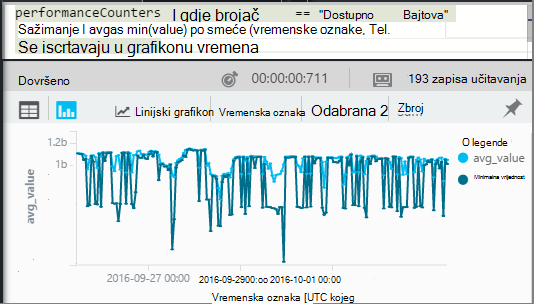 performanceCounters I gdje brojač == "Dostupno Bajtova"
Sažimanje I avgas min(value) po smeće (vremenske oznake, Tel.
Se iscrtavaju u grafikonu vremena
Dovršeno 00:00:00:711 193 zapisa učitavanja
Linijski grafikon Vremenska oznaka Odabrana 2 Zbroj
1.2b
1b
avg_value
O legende
avg_value
Minimalna vrijednost
2016-09-27 00:00 2016-09-2900:oo 2016-10-01 00:00
Vremenska oznaka [UTC kojeg